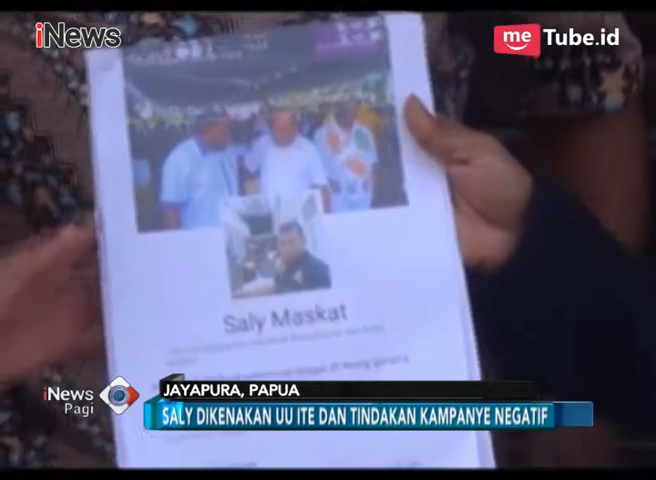 iNews
me Tube.id
Saly Maskat
iNews
Pagi
JAYAPURA, PAPUA
SALY DIKENAKAN UU ITE DAN TINDAKAN KAMPANYE NEGATIF